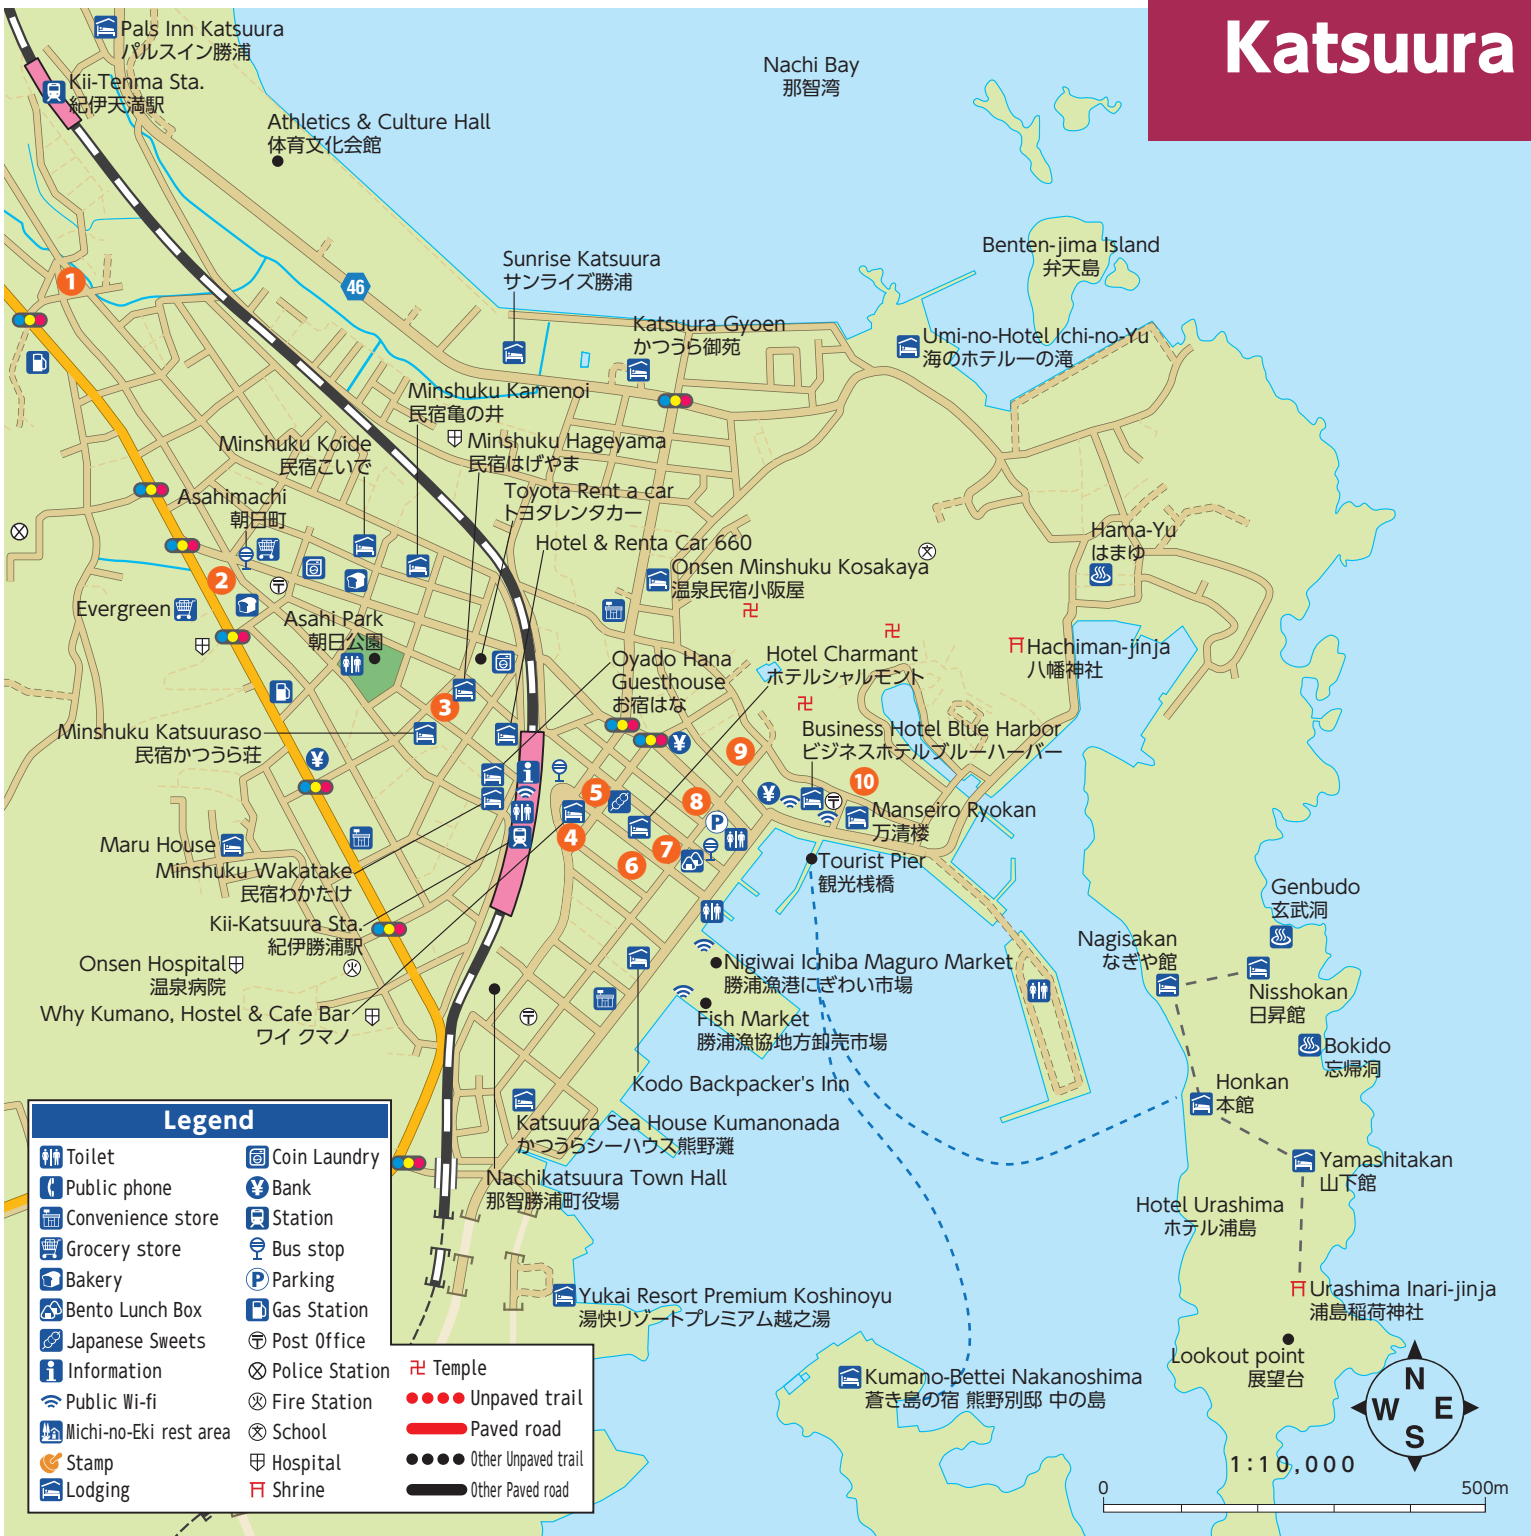 Katsuura
Pals Inn Katsuura
パルスイン勝浦
Kii-Tenma Sta.
紀伊天満駅
Nachi Bay
那智湾
Athletics & Culture Hall
体育文化会館
Benten-jima Island
弁天島
Sunrise Katsuura
サンライズ勝浦
1
46
Katsuura Gyoen
かつうら御苑
Umi-no-Hotel Ichi-no-Yu
海のホテル一の滝
Minshuku Kamenoi
民宿亀の井
Minshuku Koide
民宿こいで
Minshuku Hageyama
民宿はげやま
Asahimachi
朝日町
Toyota Rent a car
トヨタレンタカー
Hotel & Renta Car 660
Hama-Yu
はまゆ
文
Onsen Minshuku Kosakaya
温泉民宿小阪屋
2
Evergreen
Asahi Park
朝日公園
Oyado Hana
Guesthouse
お宿はな
Hotel Charmant
ホテルシャルモント
Hachiman-jinja
八幡神社
3
Minshuku Katsuuraso
民宿かつうら荘
Business Hotel Blue Harbor
ビジネスホテルブルーハーバー
¥
¥
¥
9
10
5
8
P
4
7
6
Manseiro Ryokan
万清楼
Maru House
Minshuku Wakatake
民宿わかたけ
Tourist Pier
観光桟橋
Genbudo
玄武洞
Kii-Katsuura Sta.
紀伊勝浦駅
Nagisakan
なぎや館
Onsen Hospital
温泉病院
火
Nigiwai Ichiba Maguro Market
勝浦漁港にぎわい市場
Nisshokan
日昇館
Why Kumano, Hostel & Cafe Bar
ワイ クマノ
Fish Market
勝浦漁協地方卸売市場
Bokido
忘帰洞
Kodo Backpacker's Inn
Honkan
本館
Katsuura Sea House Kumanonada
かつうらシーハウス熊野灘
Yamashitakan
山下館
Nachikatsuura Town Hall
那智勝浦町役場
Hotel Urashima
ホテル浦島
Yukai Resort Premium Koshinoyu
湯快リゾートプレミアム越之湯
Urashima Inari-jinja
浦島稲荷神社
Lookout point
展望台
Kumano-Bettei Nakanoshima
蒼き島の宿 熊野別邸 中の島
Legend
Toilet
Public phone
Convenience store
Grocery store
Bakery
Bento Lunch Box
Japanese Sweets
Information
Public Wi-fi
Michi-no-Eki rest area
Stamp
Lodging
Coin Laundry
¥ Bank
Station
Bus stop
P Parking
Gas Station
Post Office
Police Station
火 Fire Station
文 School
Hospital
Shrine
Temple
Unpaved trail
Paved road
Other Unpaved trail
Other Paved road
N
W E
S
1:10,000
0 500m